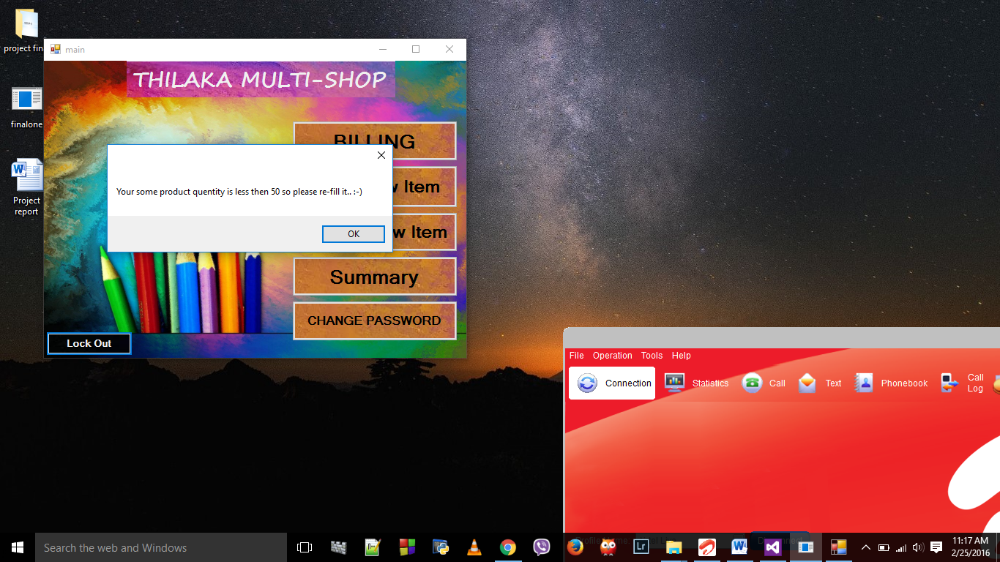 project fin
finalone
Project
report
main
THILAKA MULTI-SHOP
BILLING
w Item
w Item
Summary
CHANGE PASSWORD
Lock Out
Your some product quentity is less then 50 so please re-fill it.. :-)
OK
File Operation Tools Help
Connection
Statistics
Call
Text
Phonebook
Call
Log
Search the web and Windows
Lr
11:17 AM
2/25/2016